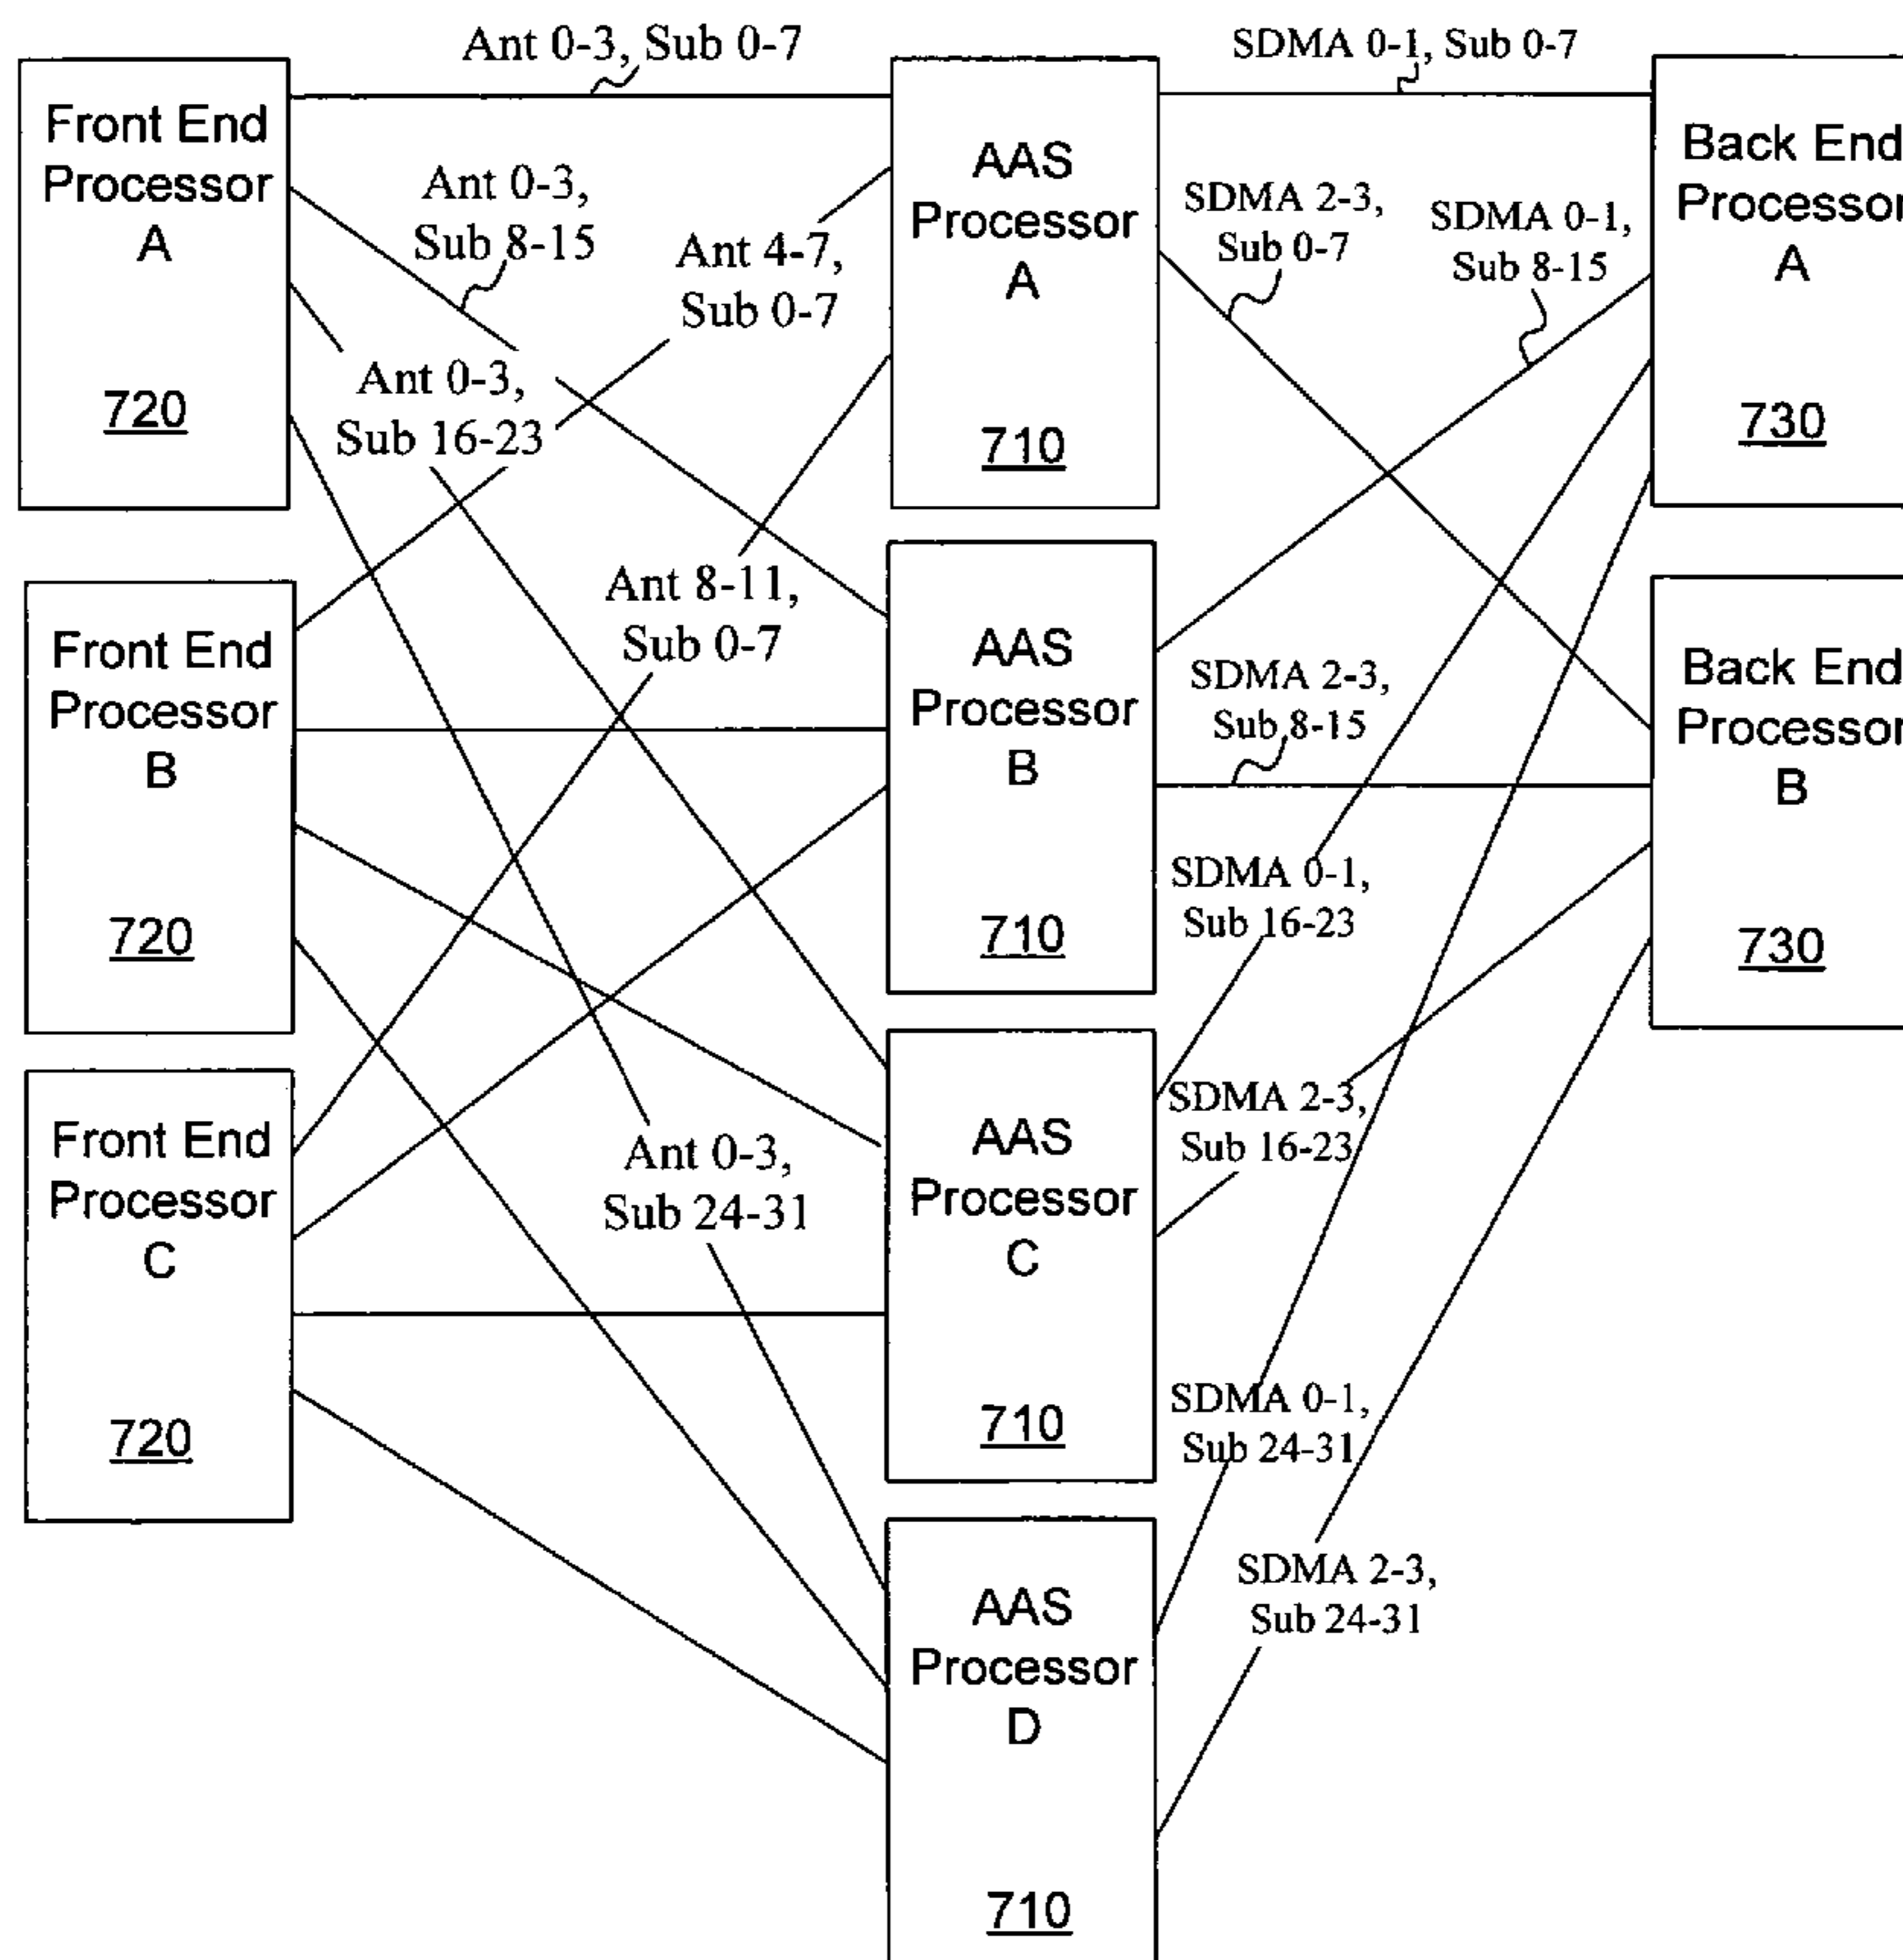 Ant 0-3, Sub 0-7
SDMA 0-1, Sub 0-7
Front End
Processor
A
720
Ant 0-3,
Sub 8-15
Ant 4-7,
Sub 0-7
Ant 0-3,
Sub 16-23
AAS
Processor
A
710
SDMA 2-3,
Sub 0-7
SDMA 0-1,
Sub 8-15
Back End
Processor
A
730
Front End
Processor
B
720
Ant 8-11,
Sub 0-7
AAS
Processor
B
710
SDMA 2-3,
Sub 8-15
Back End
Processor
B
730
SDMA 0-1,
Sub 16-23
Front End
Processor
C
720
Ant 0-3,
Sub 24-31
AAS
Processor
C
710
SDMA 2-3,
Sub 16-23
SDMA 0-1,
Sub 24-31
AAS
Processor
D
710
SDMA 2-3,
Sub 24-31